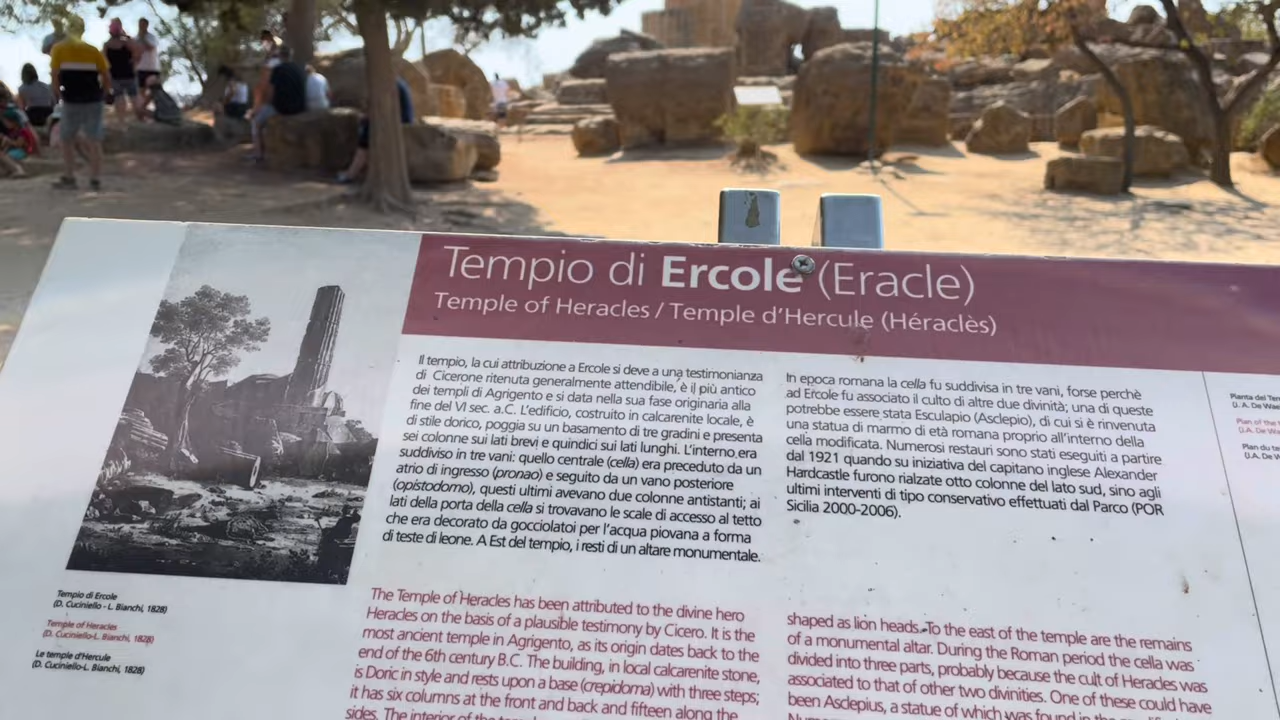 Tempio di Ercole (Eracle)
Temple of Heracles / Temple d'Hercule (Héraclès)
Il tempio, la cui attribuzione a Ercole si deve a una testimonianza
di Cicerone ritenuta generalmente attendibile, è il più antico
dei templi di Agrigento e si data nella sua fase originaria alla
fine del VI sec. a.C. L'edificio, costruito in calcarenite locale, è
di stile dorico, poggia su un basamento di tre gradini e presenta
sei colonne sui lati brevi e quindici sui lati lunghi. L'interno era
suddiviso in tre vani: quello centrale (cella) era preceduto da un
atrio di ingresso (pronao) e seguito da un vano posteriore
(opistodomo), questi ultimi avevano due colonne antistanti; ai
lati della porta della cella si trovavano le scale di accesso al tetto
che era decorato da gocciolatoi per l'acqua piovana a forma
di teste di leone. A Est del tempio, i resti di un altare monumentale.
In epoca romana la cella fu suddivisa in tre vani, forse perchè
ad Ercole fu associato il culto di altre due divinità; una di queste
potrebbe essere stata Esculapio (Asclepio), di cui si è rinvenuta
una statua di marmo di età romana proprio all'interno della
cella modificata. Numerosi restauri sono stati eseguiti a partire
dal 1921 quando su iniziativa del capitano inglese Alexander
Hardcastle furono rialzate otto colonne del lato sud, sino agli
ultimi interventi di tipo conservativo effettuati dal Parco (POR
Sicilia 2000-2006).
Tempio di Ercole
(D. Cuciniello - L. Bianchi, 1828)
Temple of Heracles
(D. Cuciniello-L. Bianchi, 1828)
Le temple d'Hercule
(D. Cuciniello-L. Bianchi, 1828)
The Temple of Heracles has been attributed to the divine hero
Heracles on the basis of a plausible testimony by Cicero. It is the
most ancient temple in Agrigento, as its origin dates back to the
end of the 6th century B.C. The building, in local calcarenite stone,
is Doric in style and rests upon a base (crepidoma) with three steps;
it has six columns at the front and back and fifteen along the
sides. The interior of the
shaped as lion heads. To the east of the temple are the remains
of a monumental altar. During the Roman period the cella was
divided into three parts, probably because the cult of Heracles was
associated to that of other two divinities. One of these could have
been Asclepius, a statue of which was found in the
Pianta del
(J. A. De
Plan of the
(J.A. De
Plan du
(J.A. De